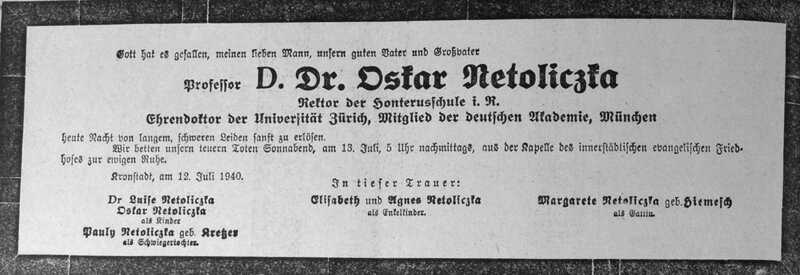 Gott hat es gefallen, meinen lieben Mann, unsern guten Vater und Großvater
Professor D. Dr. Oskar Netoliczka
Rektor der Honterusschule i. R.
Ehrendoktor der Universität Zürich, Mitglied der deutschen Akademie, München
heute Nacht von langem, schweren Leiden sanft zu erlösen.
Wir betten unsern teuern Toten Sonnabend, am 13. Juli, 5 Uhr nachmittags, aus der Kapelle des innerstädtischen evangelischen Fried-
hofes zur ewigen Ruhe.
Kronstadt, am 12. Juli 1940.
In tiefer Trauer:
Dr Luise Netoliczka
Oskar Netoliczka
als Kinder
Pauly Netoliczka geb. Kreßes
als Schwiegertochter.
Elisabeth und Agnes Netoliczka
als Enkelkinder.
Margarete Netoliczka geb. Hiemesch
als Gattin.